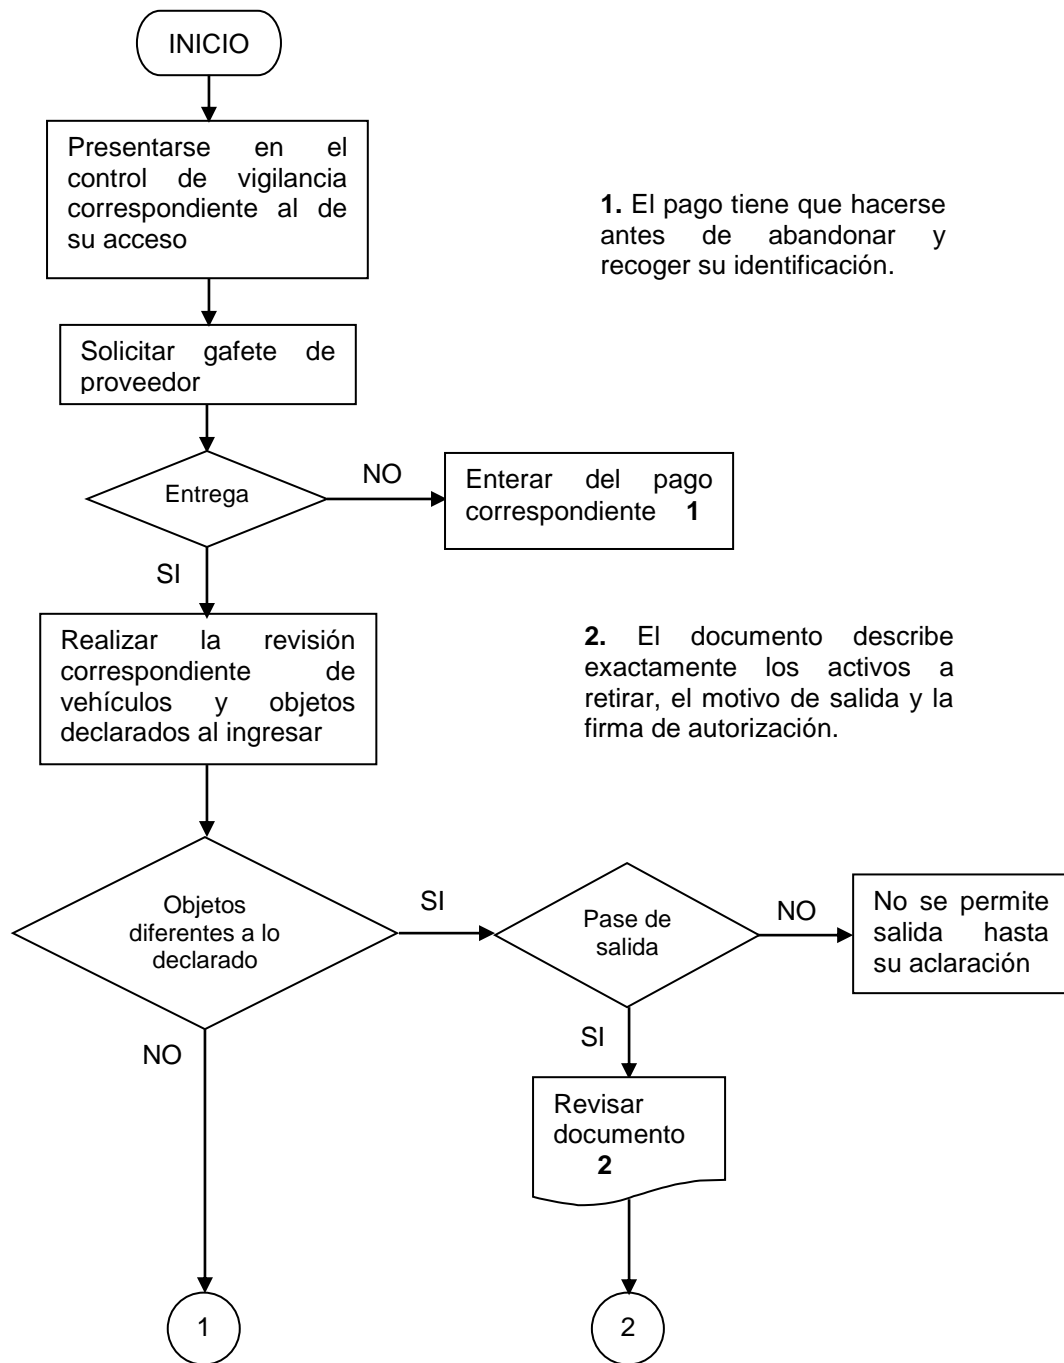 INICIO
Presentarse en el
control de vigilancia
correspondiente al de
su acceso
1. El pago tiene que hacerse
antes de abandonar y
recoger su identificación.
Solicitar gafete de
proveedor
Entrega
NO
Enterar del pago
correspondiente 1
SI
Realizar la revisión
correspondiente de
vehículos y objetos
declarados al ingresar
2. El documento describe
exactamente los activos a
retirar, el motivo de salida y la
firma de autorización.
Objetos
diferentes a lo
declarado
SI
Pase de
salida
NO
No se permite
salida hasta
su aclaración
NO
SI
Revisar
documento
2
1
2